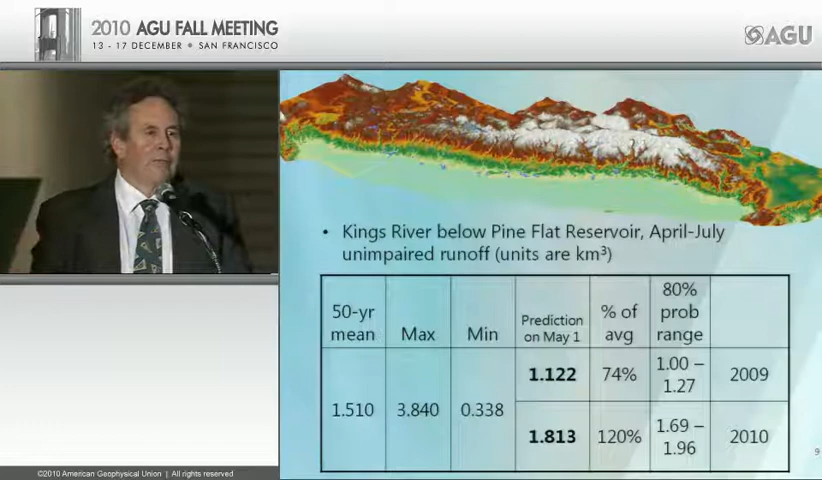 2010 AGU FALL MEETING
13 - 17 DECEMBER • SAN FRANCISCO
AGU
• Kings River below Pine Flat Reservoir, April-July
unimpaired runoff (units are km³)
50-yr
mean
Max
Min
Prediction
on May 1
% of
avg
80%
prob
range
1.510
3.840
0.338
1.122
74%
1.00 –
1.27
2009
1.813
120%
1.69 –
1.96
2010
9
©2010 American Geophysical Union | All rights reserved